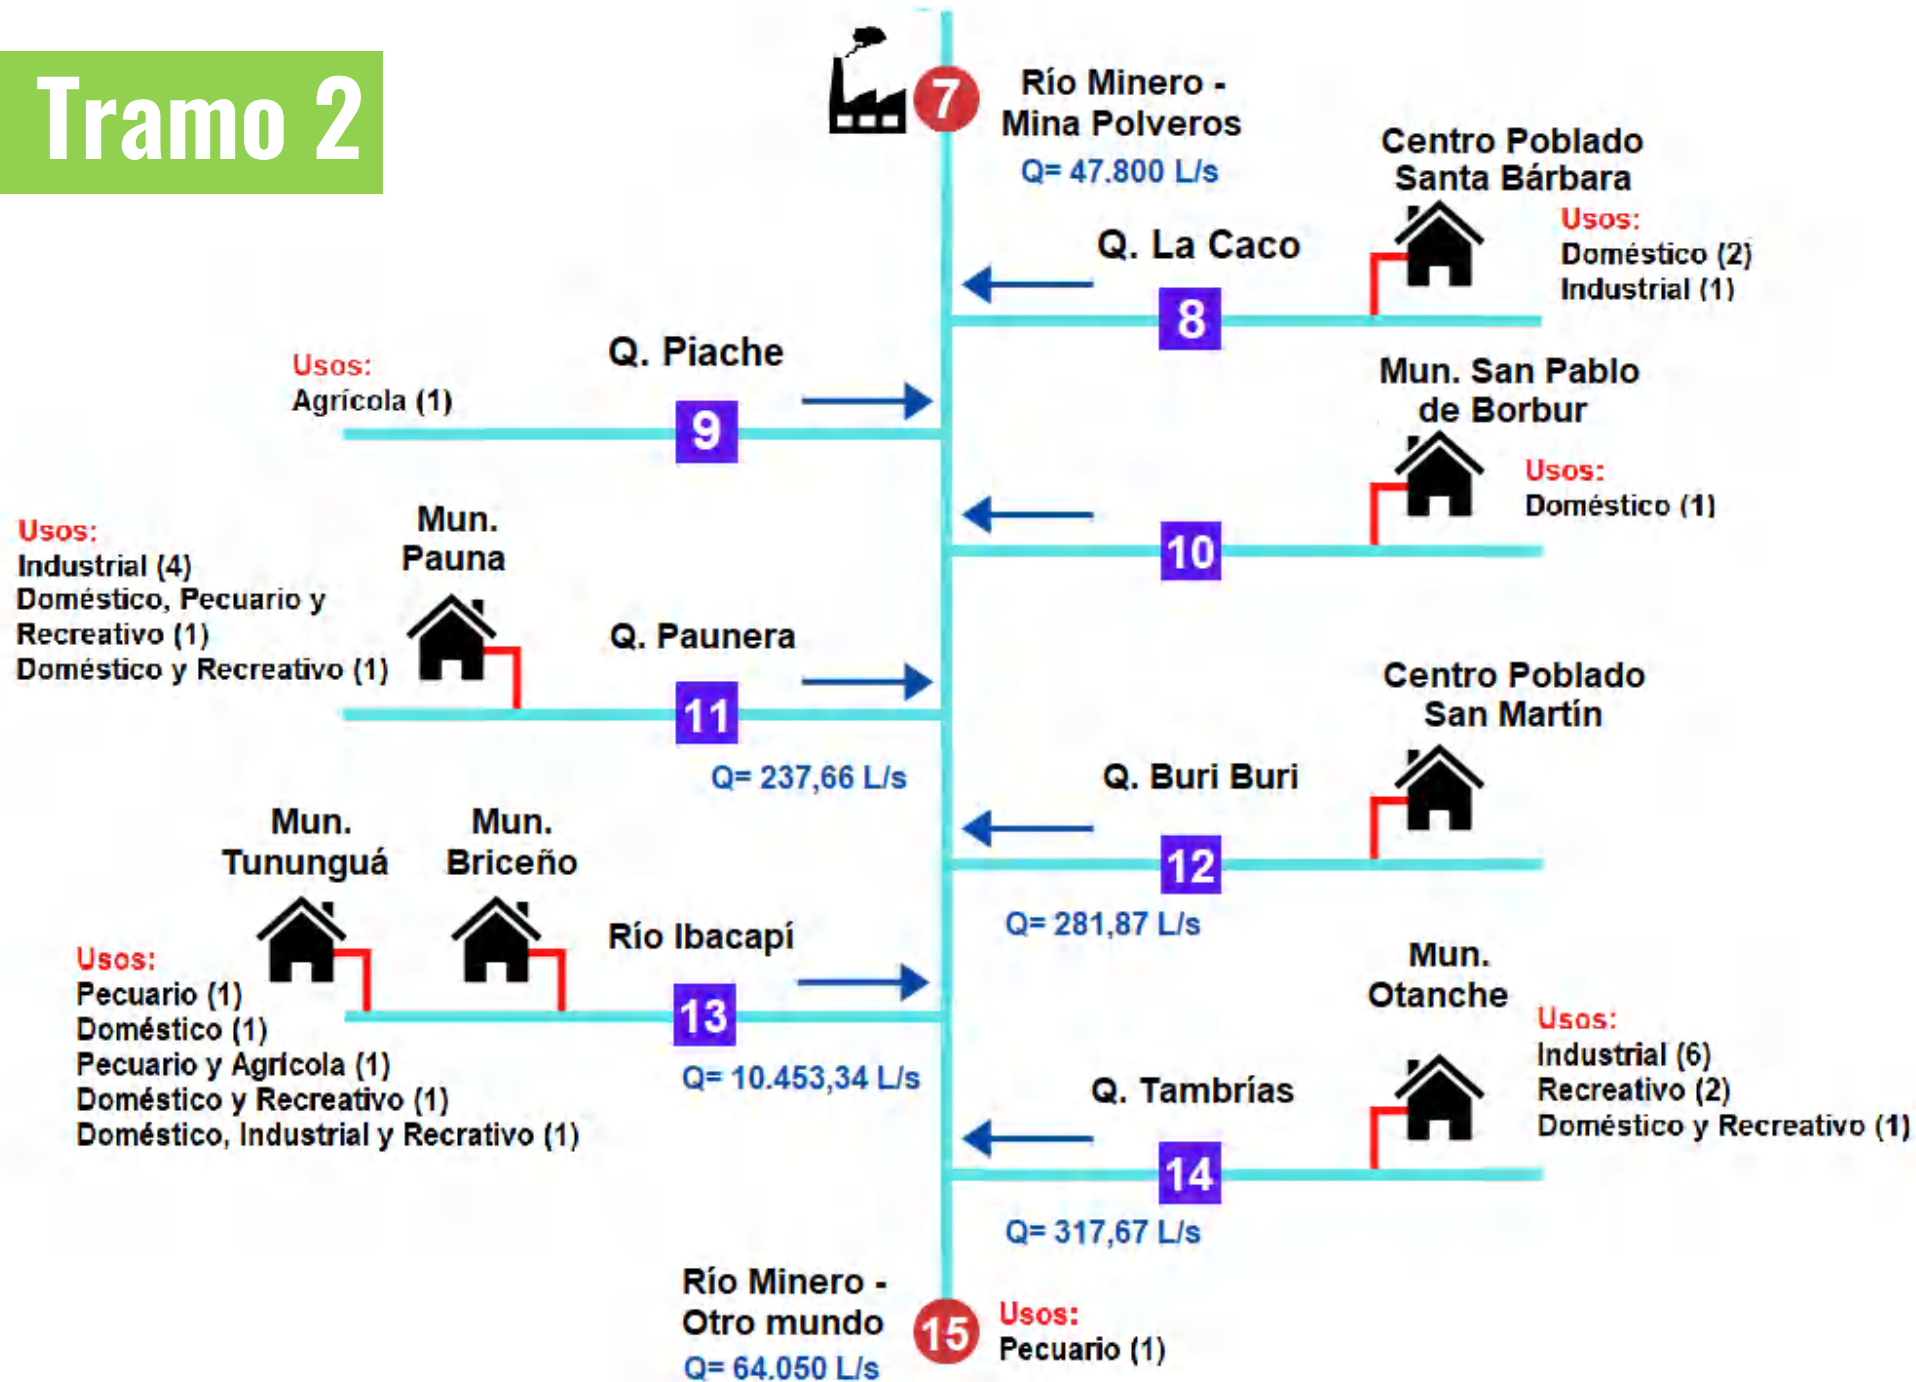 Tramo 2
7
Río Minero -
Mina Polveros
Q= 47.800 L/s
Centro Poblado
Santa Bárbara
Usos:
Doméstico (2)
Industrial (1)
Q. La Caco
8
Usos:
Agrícola (1)
Q. Piache
9
Mun. San Pablo
de Borbur
Usos:
Doméstico (1)
10
Usos:
Industrial (4)
Doméstico, Pecuario y
Recreativo (1)
Doméstico y Recreativo (1)
Mun.
Pauna
Q. Paunera
11
Q= 237,66 L/s
Centro Poblado
San Martín
Q. Buri Buri
12
Q= 281,87 L/s
Mun.
Tununguá
Mun.
Briceño
Río Ibacapí
13
Q= 10.453,34 L/s
Usos:
Pecuario (1)
Doméstico (1)
Pecuario y Agrícola (1)
Doméstico y Recreativo (1)
Doméstico, Industrial y Recrativo (1)
Mun.
Otanche
Usos:
Industrial (6)
Recreativo (2)
Doméstico y Recreativo (1)
Q. Tambrías
14
Q= 317,67 L/s
Río Minero -
Otro mundo
Q= 64.050 L/s
15
Usos:
Pecuario (1)